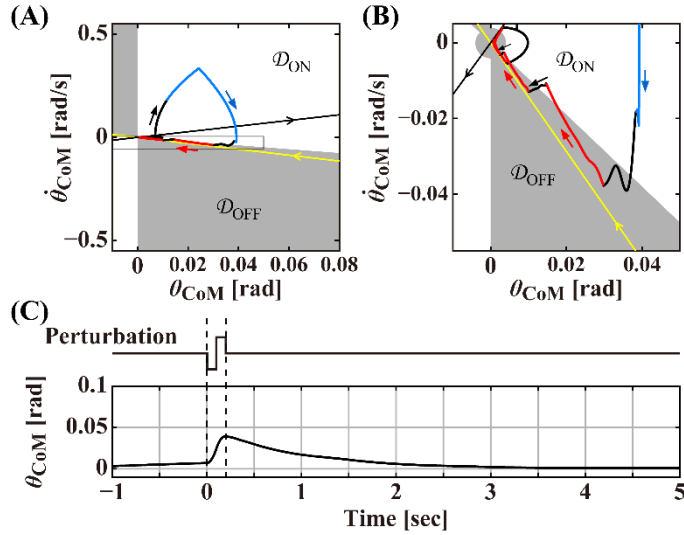 (A)
(B)
0.5
0
−0.5
θ̇CoM [rad/s]
𝒟ON
𝒟OFF
0
0.02
0.04
0.06
0.08
θCoM [rad]
0
−0.02
−0.04
θ̇CoM [rad/s]
𝒟ON
𝒟OFF
0
0.02
0.04
θCoM [rad]
(C)
Perturbation
0.1
0.05
0
θCoM [rad]
−1
0
1
2
3
4
5
Time [sec]